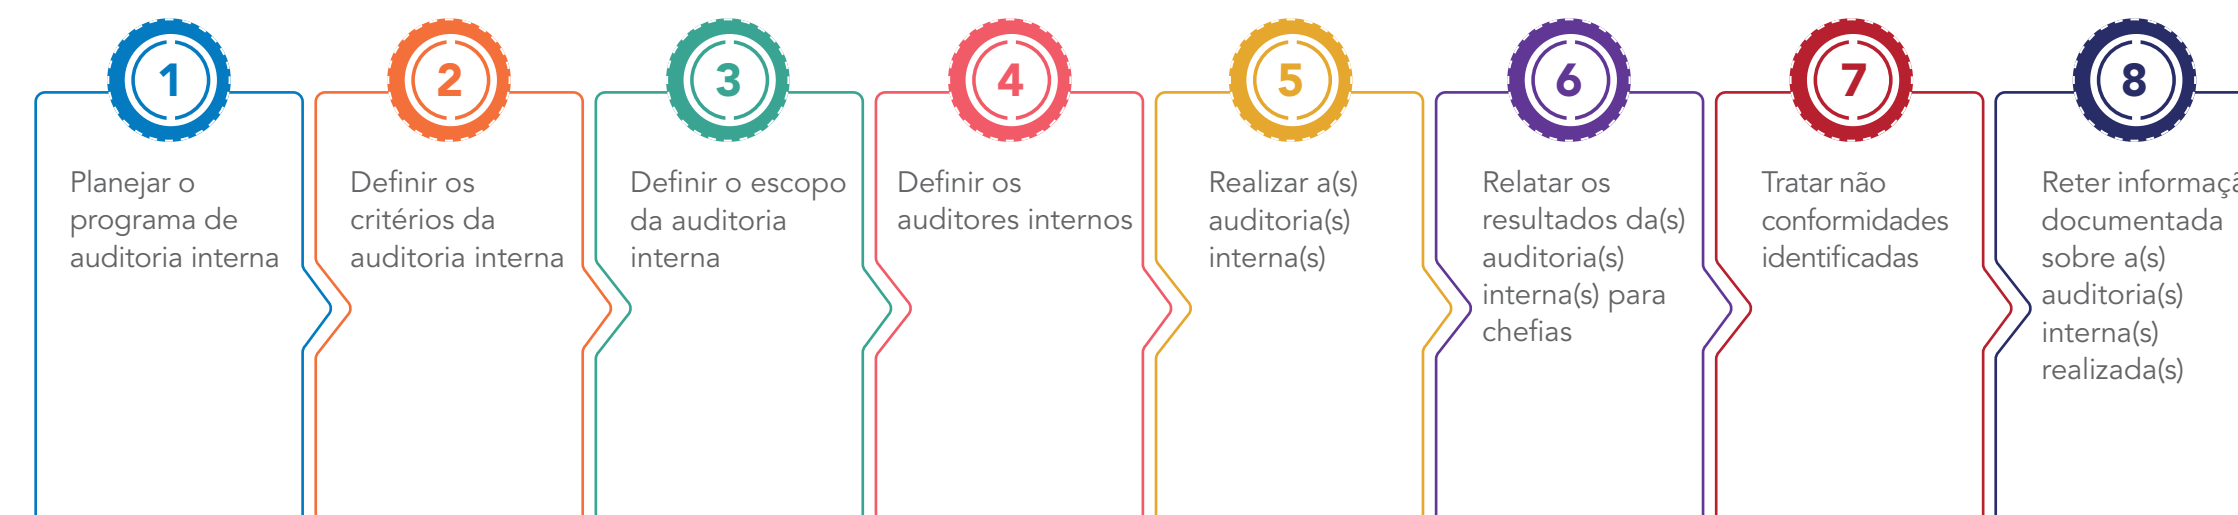 1
Planejar o
programa de
auditoria interna
2
Definir os
critérios da
auditoria interna
3
Definir o escopo
da auditoria
interna
4
Definir os
auditores internos
5
Realizar a(s)
auditoria(s)
interna(s)
6
Relatar os
resultados da(s)
auditoria(s)
interna(s) para
chefias
7
Tratar não
conformidades
identificadas
8
Reter
documentada
sobre a(s)
auditoria(s)
interna(s)
realizada(s)